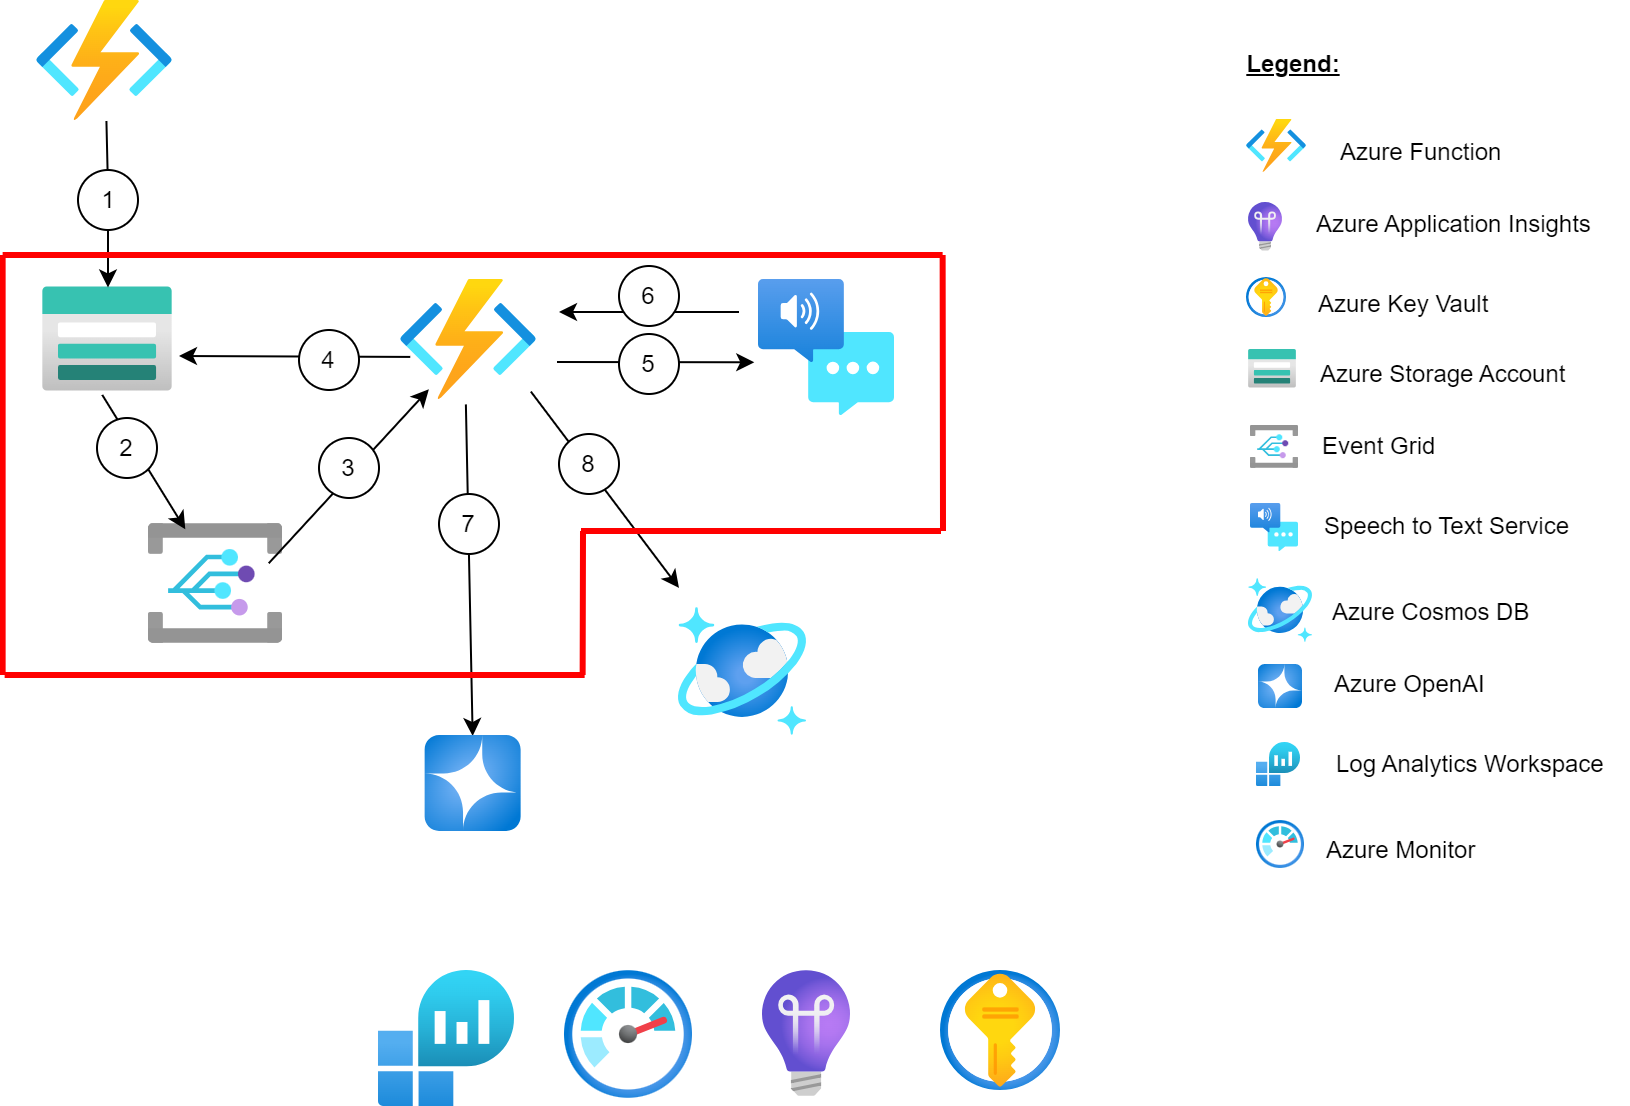 1
6
4
5
2
3
8
7
Legend:
Azure Function
Azure Application Insights
Azure Key Vault
Azure Storage Account
Event Grid
Speech to Text Service
Azure Cosmos DB
Azure OpenAI
Log Analytics Workspace
Azure Monitor